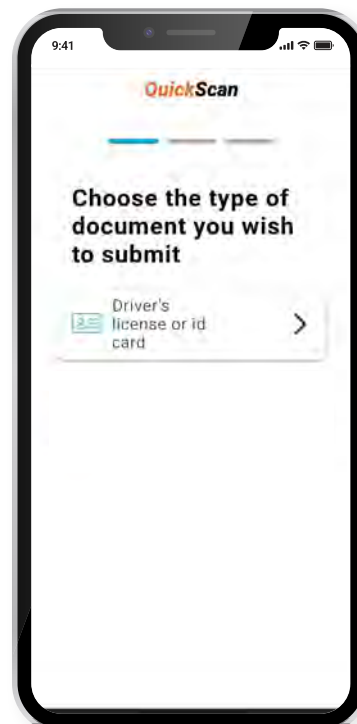 9:41
QuickScan
Choose the type of
document you wish
to submit
Driver's
license or id
card